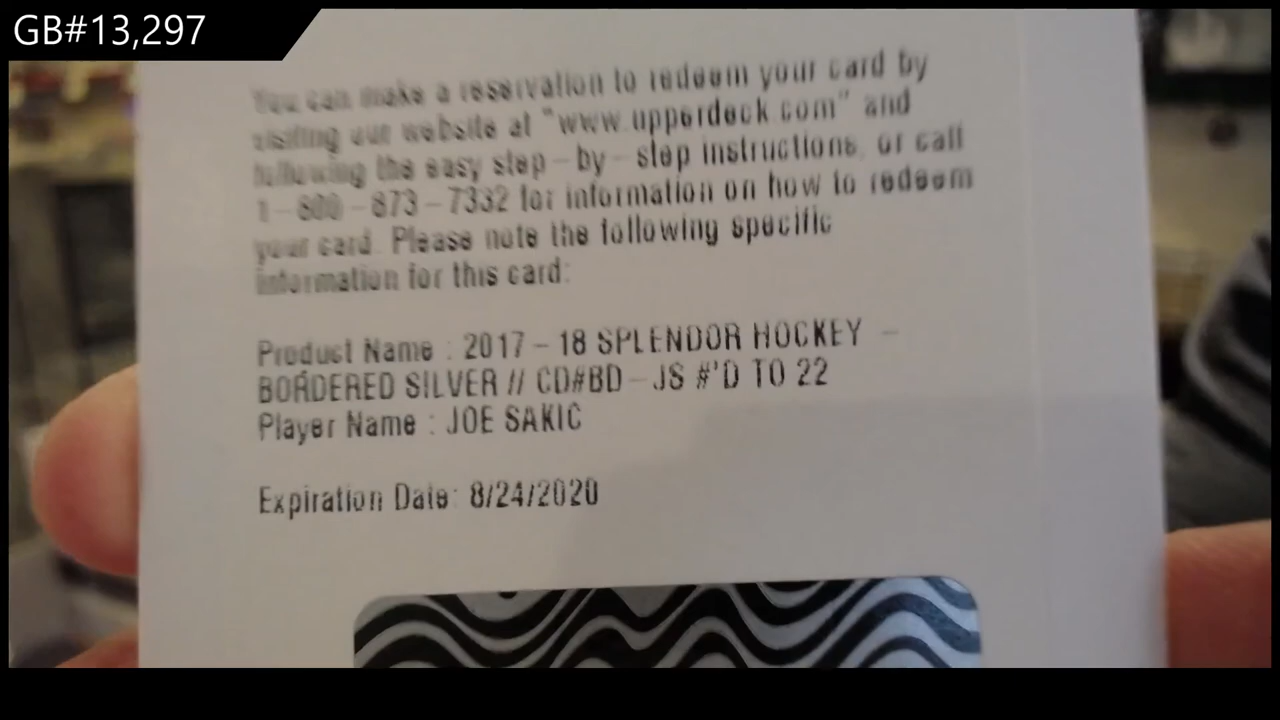 GB#13,297
You can make a reservation to redeem your card by
visiting our website at "www.upperdeck.com" and
following the easy step-by-step instructions, or call
1-800-873-7332 for information on how to redeem
your card. Please note the following specific
information for this card:
Product Name : 2017-18 SPLENDOR HOCKEY -
BORDERED SILVER // CD#BD-JS #'D TO 22
Player Name : JOE SAKIC
Expiration Date: 8/24/2020